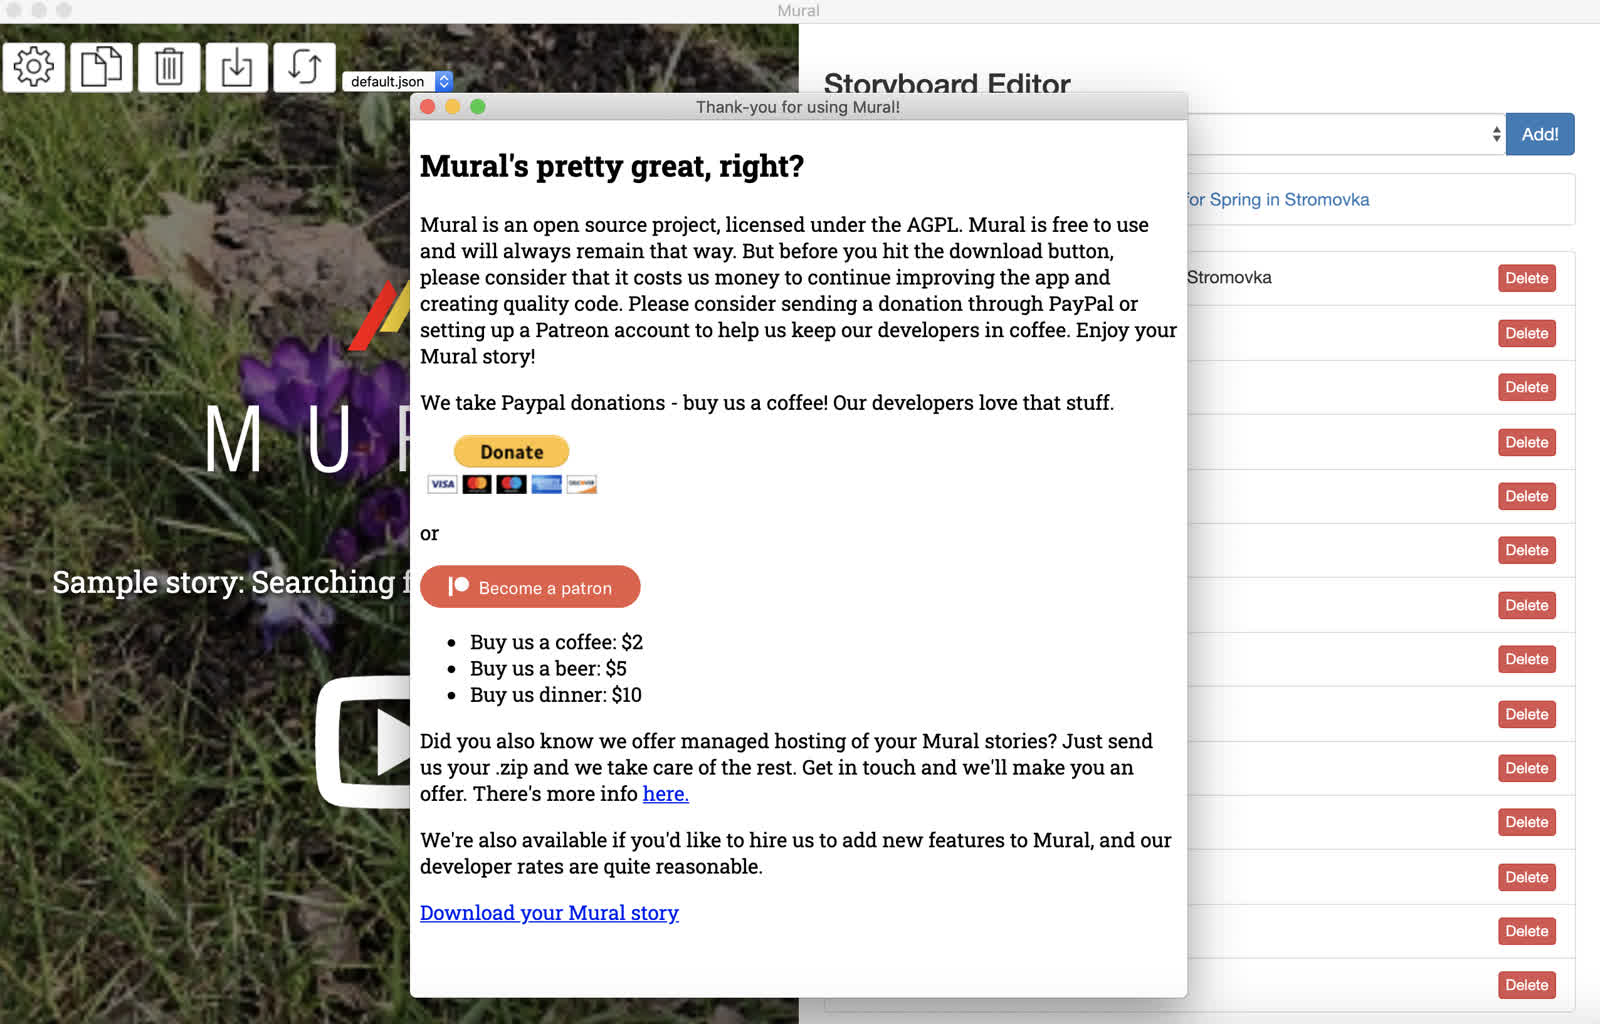 Mural
default.json
Storyboard Editor
Thank-you for using Mural!
Add!
Mural's pretty great, right?
for Spring in Stromovka
Mural is an open source project, licensed under the AGPL. Mural is free to use
and will always remain that way. But before you hit the download button,
please consider that it costs us money to continue improving the app and
creating quality code. Please consider sending a donation through PayPal or
setting up a Patreon account to help us keep our developers in coffee. Enjoy your
Mural story!
Stromovka
Delete
Delete
We take Paypal donations - buy us a coffee! Our developers love that stuff.
Delete
M U
Donate
Delete
VISA
DISCOVER
Delete
or
Delete
Sample story: Searching f
Become a patron
Delete
Buy us a coffee: $2
Buy us a beer: $5
Buy us dinner: $10
Delete
Delete
Did you also know we offer managed hosting of your Mural stories? Just send
us your .zip and we take care of the rest. Get in touch and we'll make you an
offer. There's more info here.
Delete
Delete
We're also available if you'd like to hire us to add new features to Mural, and our
developer rates are quite reasonable.
Delete
Download your Mural story
Delete
Delete